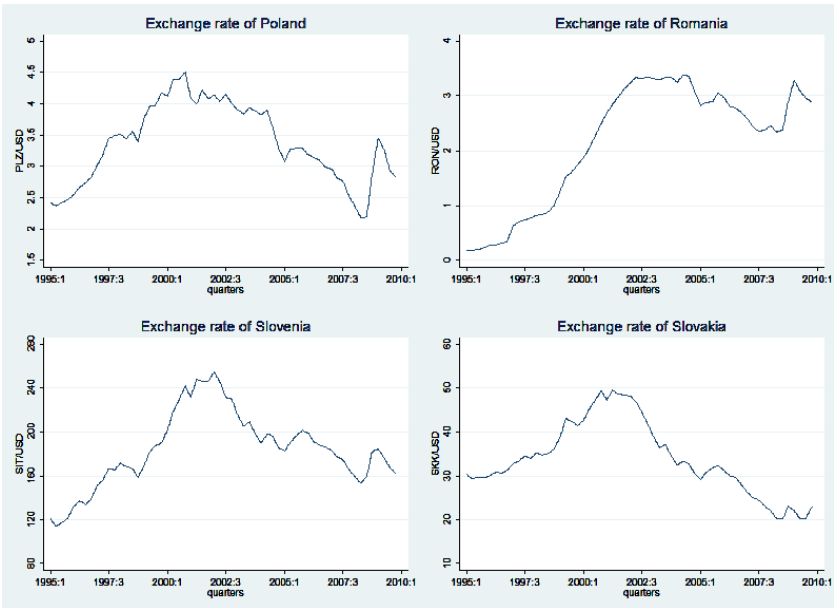 Exchange rate of Poland
PLZ/USD
5
4.5
4
3.5
3
2.5
2
1.5
1995:1 1997:3 2000:1 2002:3 2005:1 2007:3 2010:1
quarters
Exchange rate of Romania
RON/USD
4
3
2
1
0
1995:1 1997:3 2000:1 2002:3 2005:1 2007:3 2010:1
quarters
Exchange rate of Slovenia
SIT/USD
280
240
200
160
120
80
1995:1 1997:3 2000:1 2002:3 2005:1 2007:3 2010:1
quarters
Exchange rate of Slovakia
SKK/USD
60
50
40
30
20
10
1995:1 1997:3 2000:1 2002:3 2005:1 2007:3 2010:1
quarters